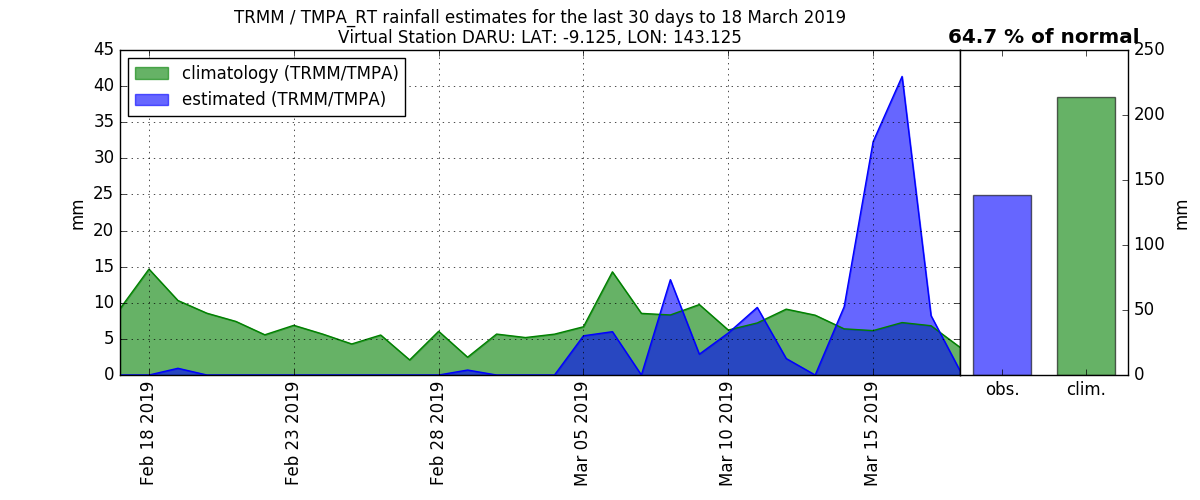 TRMM / TMPA_RT rainfall estimates for the last 30 days to 18 March 2019
Virtual Station DARU: LAT: -9.125, LON: 143.125
64.7 % of normal
climatology (TRMM/TMPA)
estimated (TRMM/TMPA)
mm
45
40
35
30
25
20
15
10
5
0
Feb 18 2019
Feb 23 2019
Feb 28 2019
Mar 05 2019
Mar 10 2019
Mar 15 2019
obs.
clim.
250
200
150
100
50
0
mm